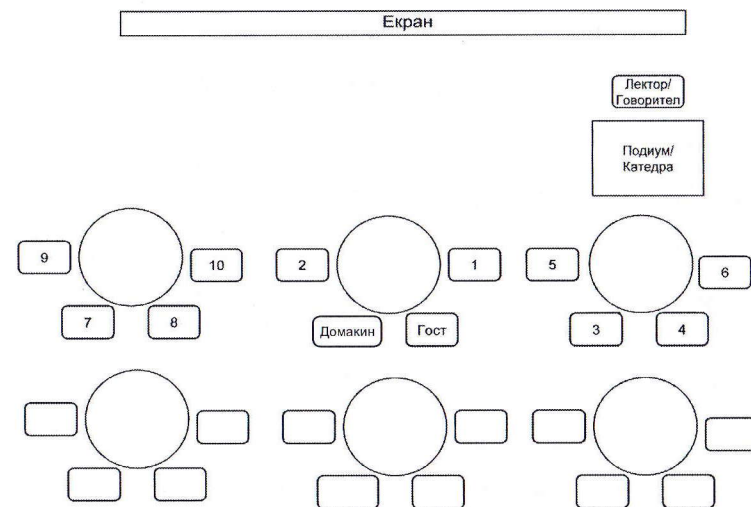 Екран
Лектор/
Говорител
Подиум/
Катедра
9
10
2
1
5
6
7
8
Домакин
Гост
3
4